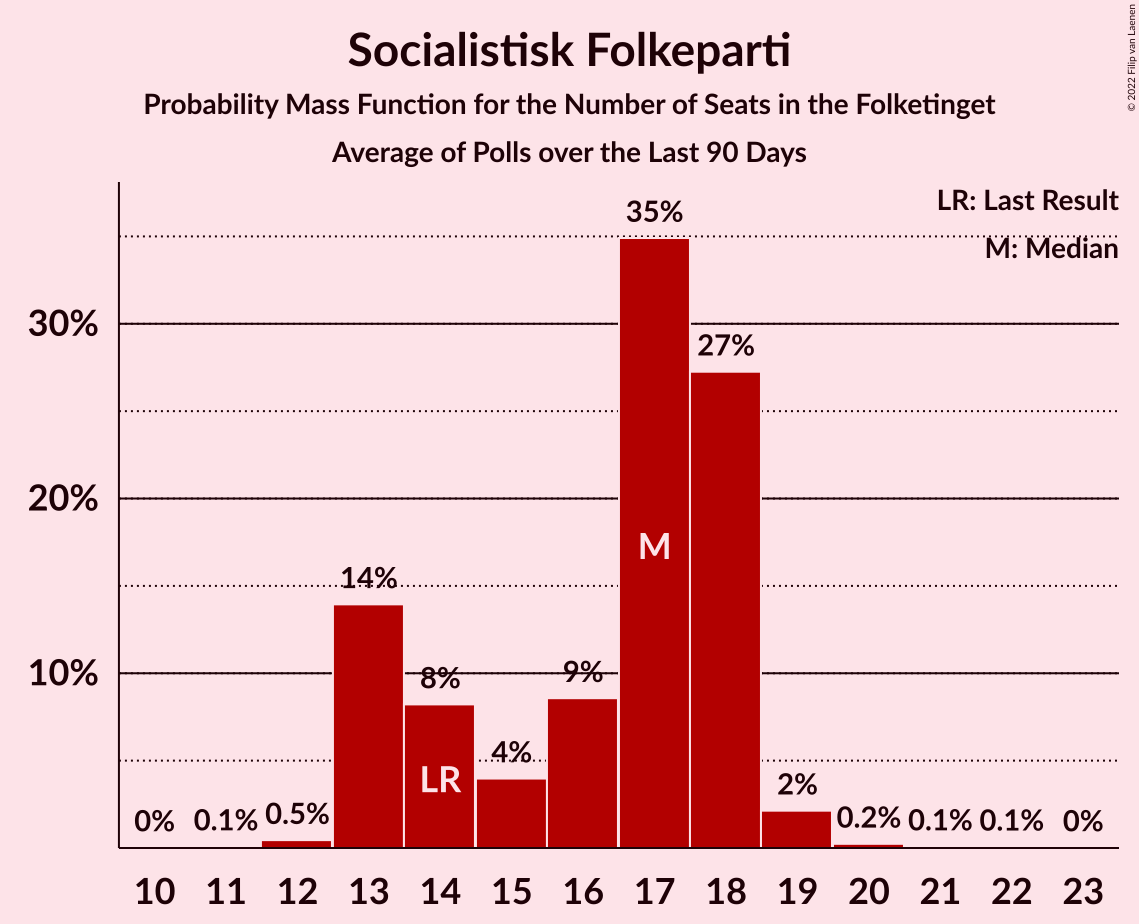 Socialistisk Folkeparti
Probability Mass Function for the Number of Seats in the Folketinget
Average of Polls over the Last 90 Days
© 2022 Filip van Laenen
LR: Last Result
M: Median
35%
30%
27%
20%
M
14%
10%
8%
9%
LR
4%
2%
0% 0.1% 0.5% 0.2% 0.1% 0.1% 0%
10 11 12 13 14 15 16 17 18 19 20 21 22 23